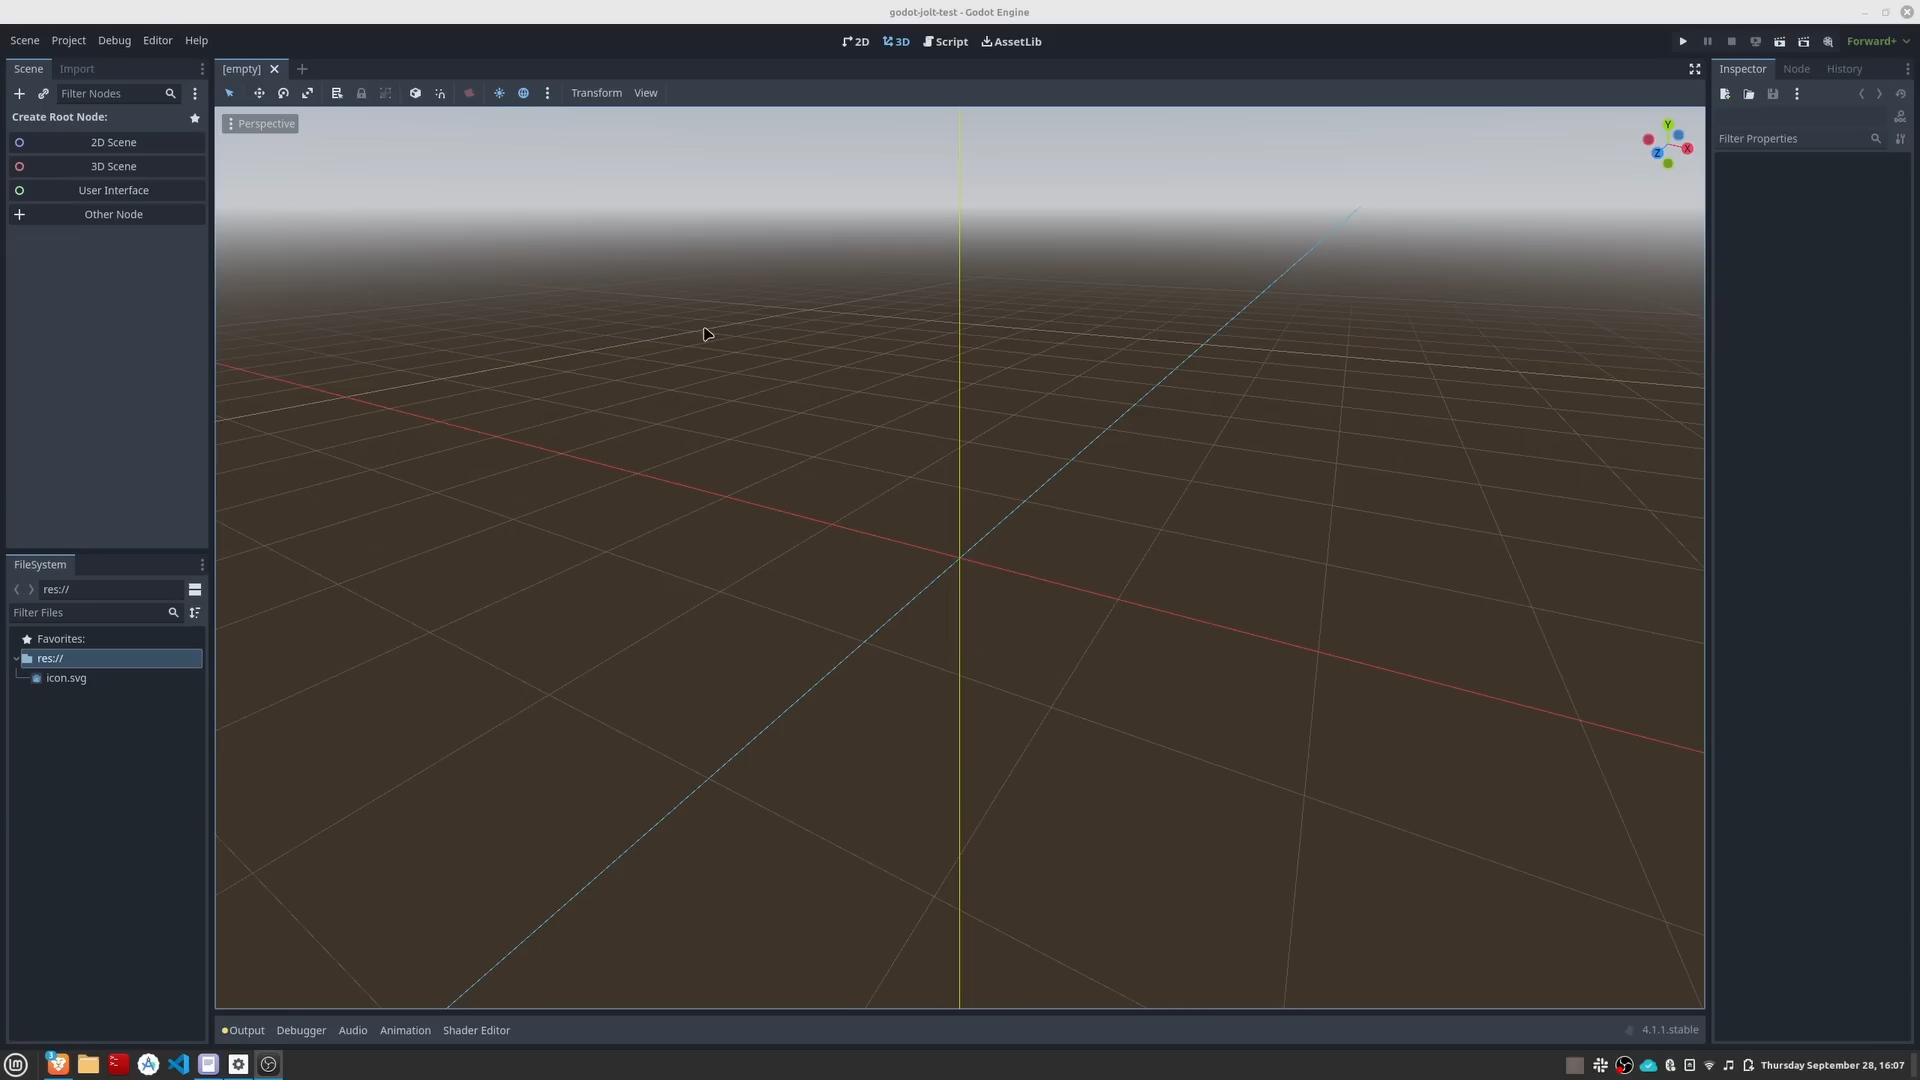 godot-jolt-test - Godot Engine
Scene Project Debug Editor Help
2D 3D Script AssetLib
Forward+
Scene Import
[empty]
Inspector Node History
Filter Nodes
Transform View
Create Root Node:
Perspective
Y
X
Z
Filter Properties
2D Scene
3D Scene
User Interface
Other Node
FileSystem
res://
Filter Files
Favorites:
res://
icon.svg
Output Debugger Audio Animation Shader Editor
4.1.1.stable
3
Thursday September 28, 16:07